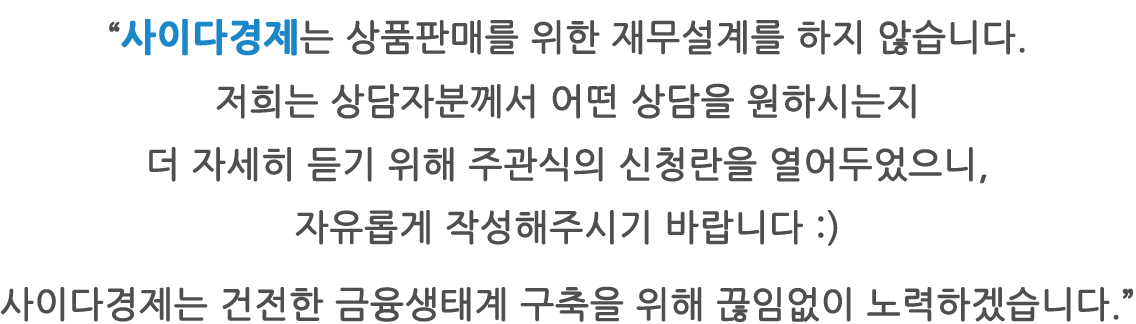 “사이다경제는 상품판매를 위한 재무설계를 하지 않습니다.
저희는 상담자분께서 어떤 상담을 원하시는지
더 자세히 듣기 위해 주관식의 신청란을 열어두었으니,
자유롭게 작성해주시기 바랍니다 :)
사이다경제는 건전한 금융생태계 구축을 위해 끊임없이 노력하겠습니다.”